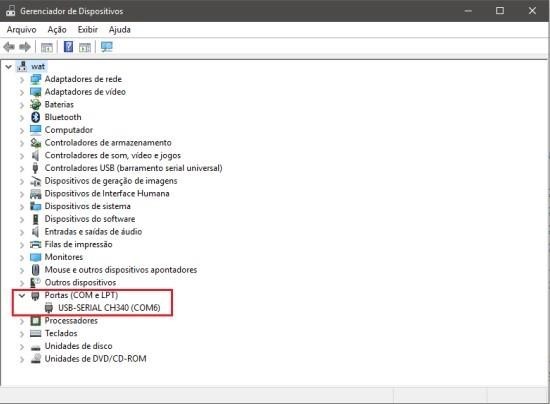 Gerenciador de Dispositivos
Arquivo Ação Exibir Ajuda
wat
Adaptadores de rede
Adaptadores de vídeo
Baterias
Bluetooth
Computador
Controladores de armazenamento
Controladores de som, vídeo e jogos
Controladores USB (barramento serial universal)
Dispositivos de geração de imagens
Dispositivos de Interface Humana
Dispositivos de sistema
Dispositivos do software
Entradas e saídas de áudio
Filas de impressão
Monitores
Mouse e outros dispositivos apontadores
Outros dispositivos
Portas (COM e LPT)
USB-SERIAL CH340 (COM6)
Processadores
Teclados
Unidades de disco
Unidades de DVD/CD-ROM